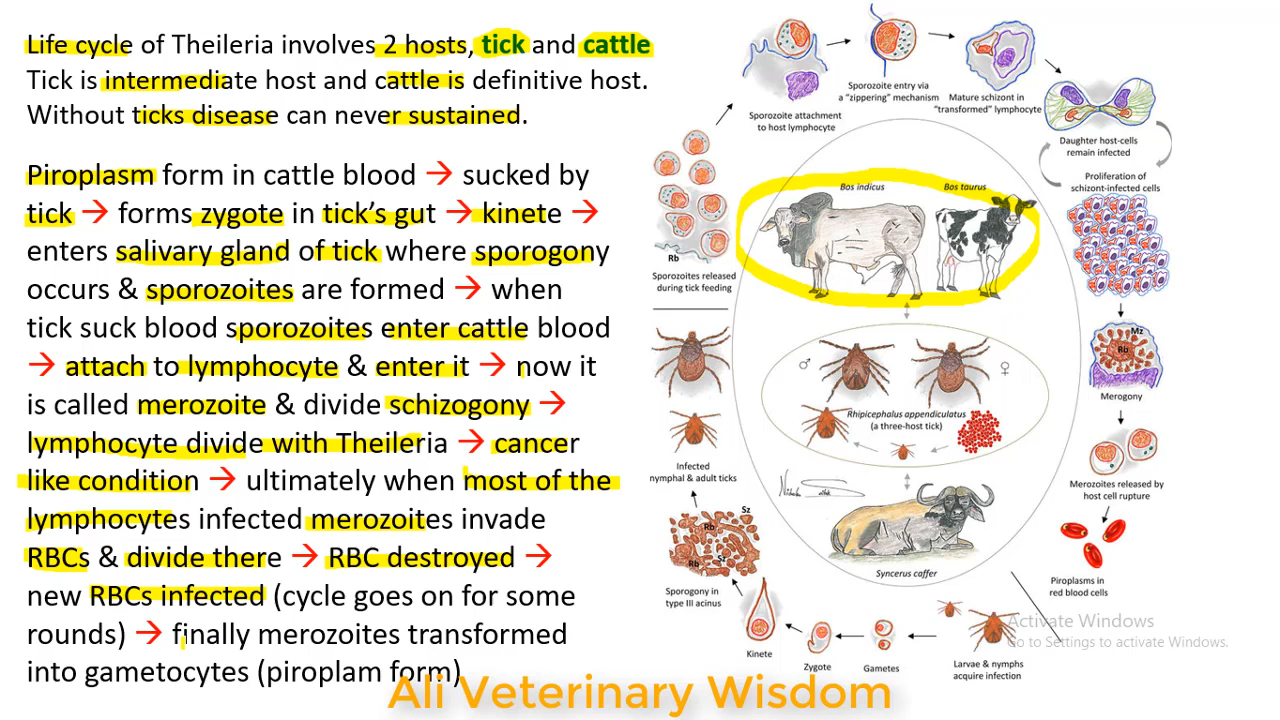 Life cycle of Theileria involves 2 hosts, tick and cattle
Tick is intermediate host and cattle is definitive host.
Without ticks disease can never sustained.
Piroplasm form in cattle blood → sucked by
tick → forms zygote in tick's gut → kinete →
enters salivary gland of tick where sporogony
occurs & sporozoites are formed → when
tick suck blood sporozoites enter cattle blood
→ attach to lymphocyte & enter it → now it
is called merozoite & divide schizogony →
lymphocyte divide with Theileria → cancer
like condition → ultimately when most of the
lymphocytes infected merozoites invade
RBCs & divide there → RBC destroyed →
new RBCs infected (cycle goes on for some
rounds) → finally merozoites transformed
into gametocytes (piroplam form)
Sporozoite attachment
to host lymphocyte
Sporozoite entry via
a "zippering" mechanism
Mature schizont in
"transformed" lymphocyte
Daughter host-cells
remain infected
Proliferation of
schizont-infected cells
Mz
Rb
Merogony
Merozoites released by
host cell rupture
Piroplasms in
red blood cells
Larvae & nymphs
acquire infection
Gametes
Zygote
Kinete
Sporogony in
type III acinus
Sz
Rb
Sz
Rb
Infected
nymphal & adult ticks
Rb
Sporozoites released
during tick feeding
Bos indicus
Bos taurus
♂
♀
Rhipicephalus appendiculatus
(a three-host tick)
Syncerus caffer
Activate Windows
Go to Settings to activate Windows.
Ali Veterinary Wisdom